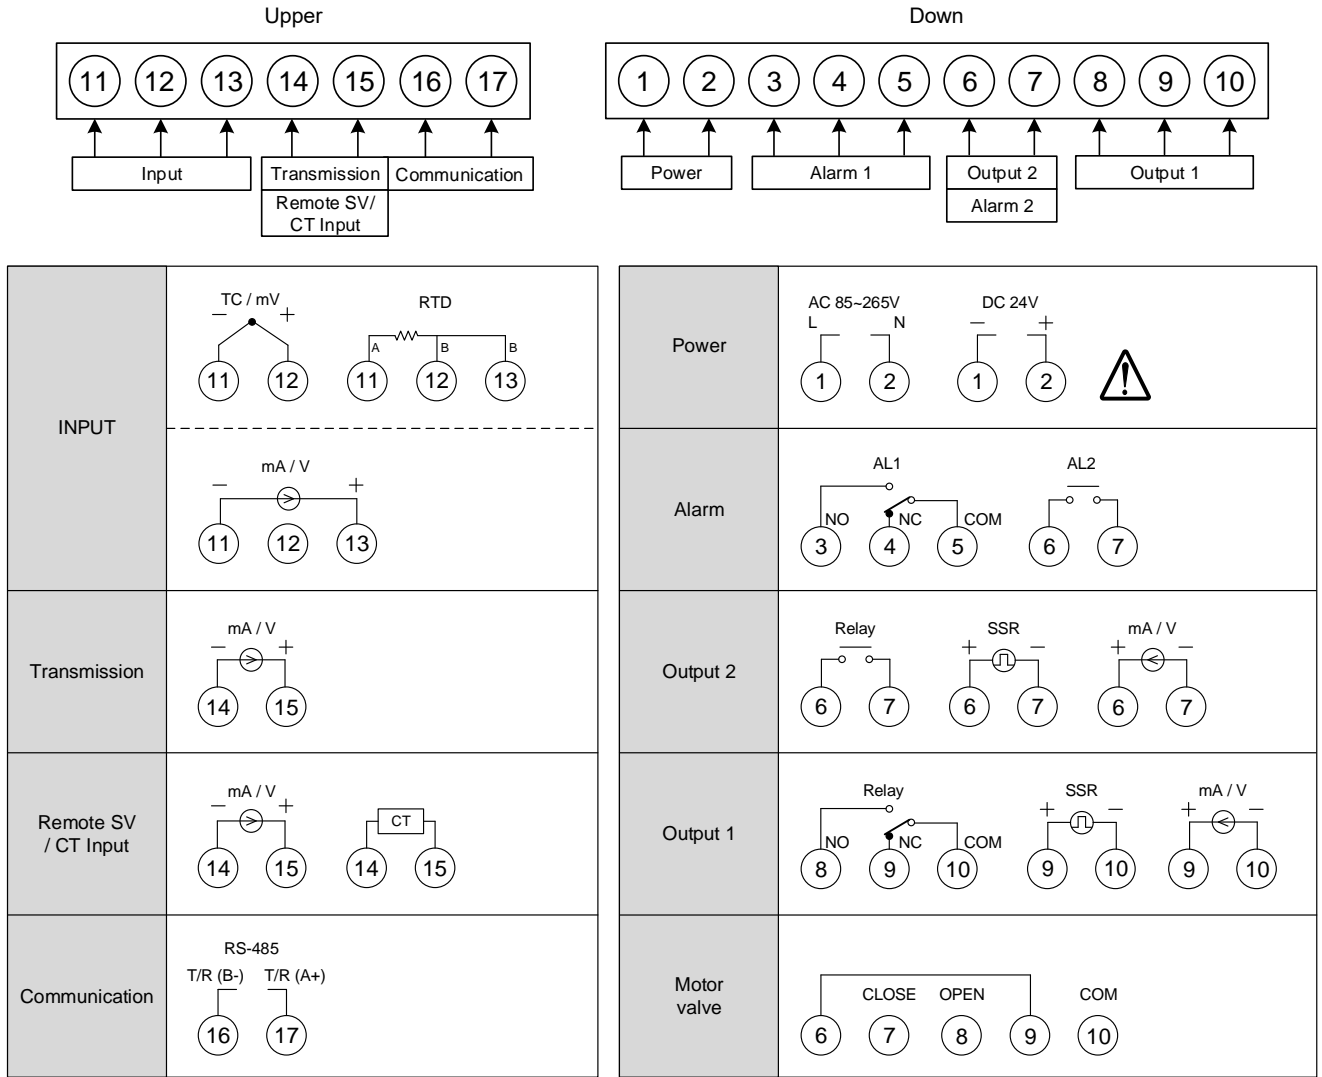 Upper
Down
11 12 13 14 15 16 17
1 2 3 4 5 6 7 8 9 10
Input
Transmission
Communication
Remote SV/
CT Input
Power
Alarm 1
Output 2
Alarm 2
Output 1
INPUT
TC / mV
− +
11 12
RTD
A B B
11 12 13
mA / V
− +
11 12 13
Transmission
mA / V
− +
14 15
Remote SV
/ CT Input
mA / V
− +
14 15
CT
14 15
Communication
RS-485
T/R (B-) T/R (A+)
16 17
Power
AC 85~265V
L N
1 2
DC 24V
− +
1 2
Alarm
AL1
NO NC COM
3 4 5
AL2
6 7
Output 2
Relay
6 7
SSR
+ −
6 7
mA / V
+ −
6 7
Output 1
Relay
NO NC COM
8 9 10
SSR
+ −
9 10
mA / V
+ −
9 10
Motor
valve
CLOSE OPEN COM
6 7 8 9 10